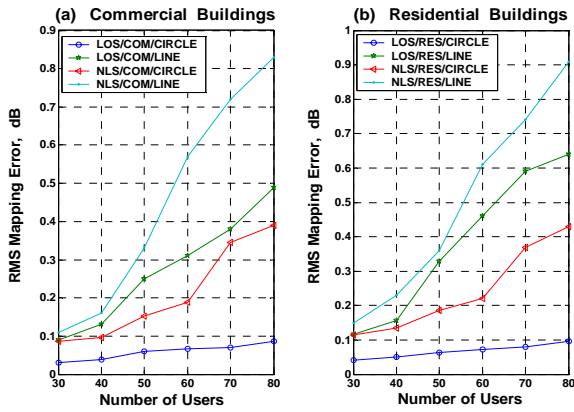 (a) Commercial Buildings
0.9
0.8
0.7
0.6
0.5
0.4
0.3
0.2
0.1
0
RMS Mapping Error, dB
LOS/COM/CIRCLE
LOS/COM/LINE
NLS/COM/CIRCLE
NLS/COM/LINE
30 40 50 60 70 80
Number of Users
(b) Residential Buildings
1
0.9
0.8
0.7
0.6
0.5
0.4
0.3
0.2
0.1
0
RMS Mapping Error, dB
LOS/RES/CIRCLE
LOS/RES/LINE
NLS/RES/CIRCLE
NLS/RES/LINE
30 40 50 60 70 80
Number of Users